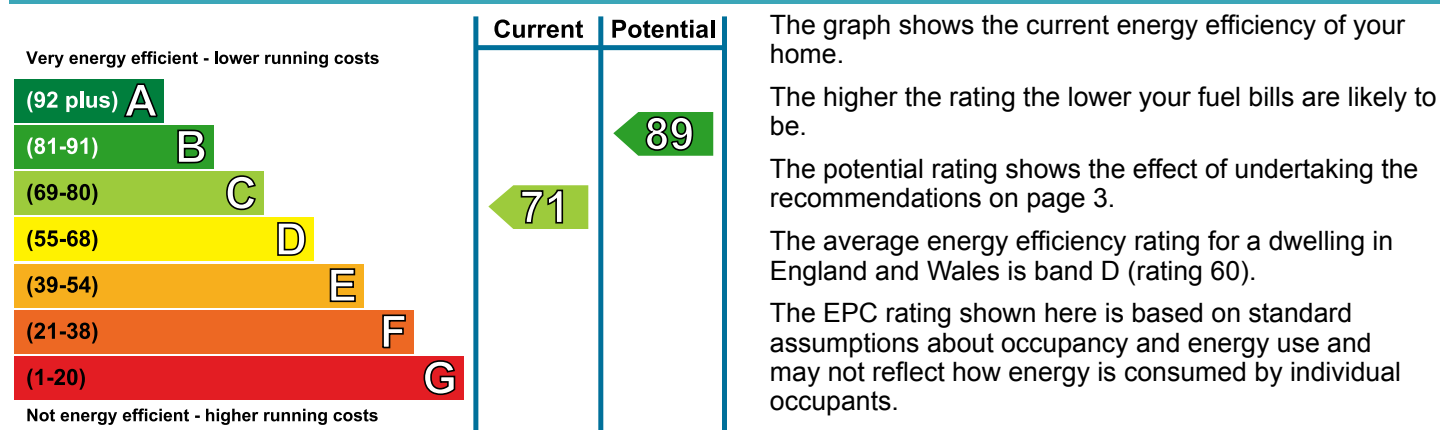 Current Potential
Very energy efficient - lower running costs
(92 plus) A
(81-91) B
(69-80) C
(55-68) D
(39-54) E
(21-38) F
(1-20) G
Not energy efficient - higher running costs
71
89
The graph shows the current energy efficiency of your
home.
The higher the rating the lower your fuel bills are likely to
be.
The potential rating shows the effect of undertaking the
recommendations on page 3.
The average energy efficiency rating for a dwelling in
England and Wales is band D (rating 60).
The EPC rating shown here is based on standard
assumptions about occupancy and energy use and
may not reflect how energy is consumed by individual
occupants.